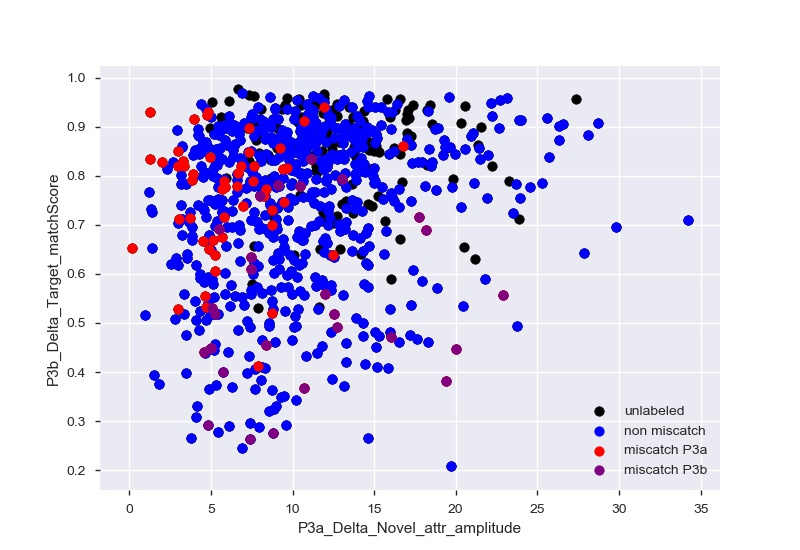 1.0
0.9
0.8
0.7
0.6
0.5
0.4
0.3
0.2
P3b_Delta_Target_matchScore
unlabeled
non miscatch
miscatch P3a
miscatch P3b
0 5 10 15 20 25 30 35
P3a_Delta_Novel_attr_amplitude